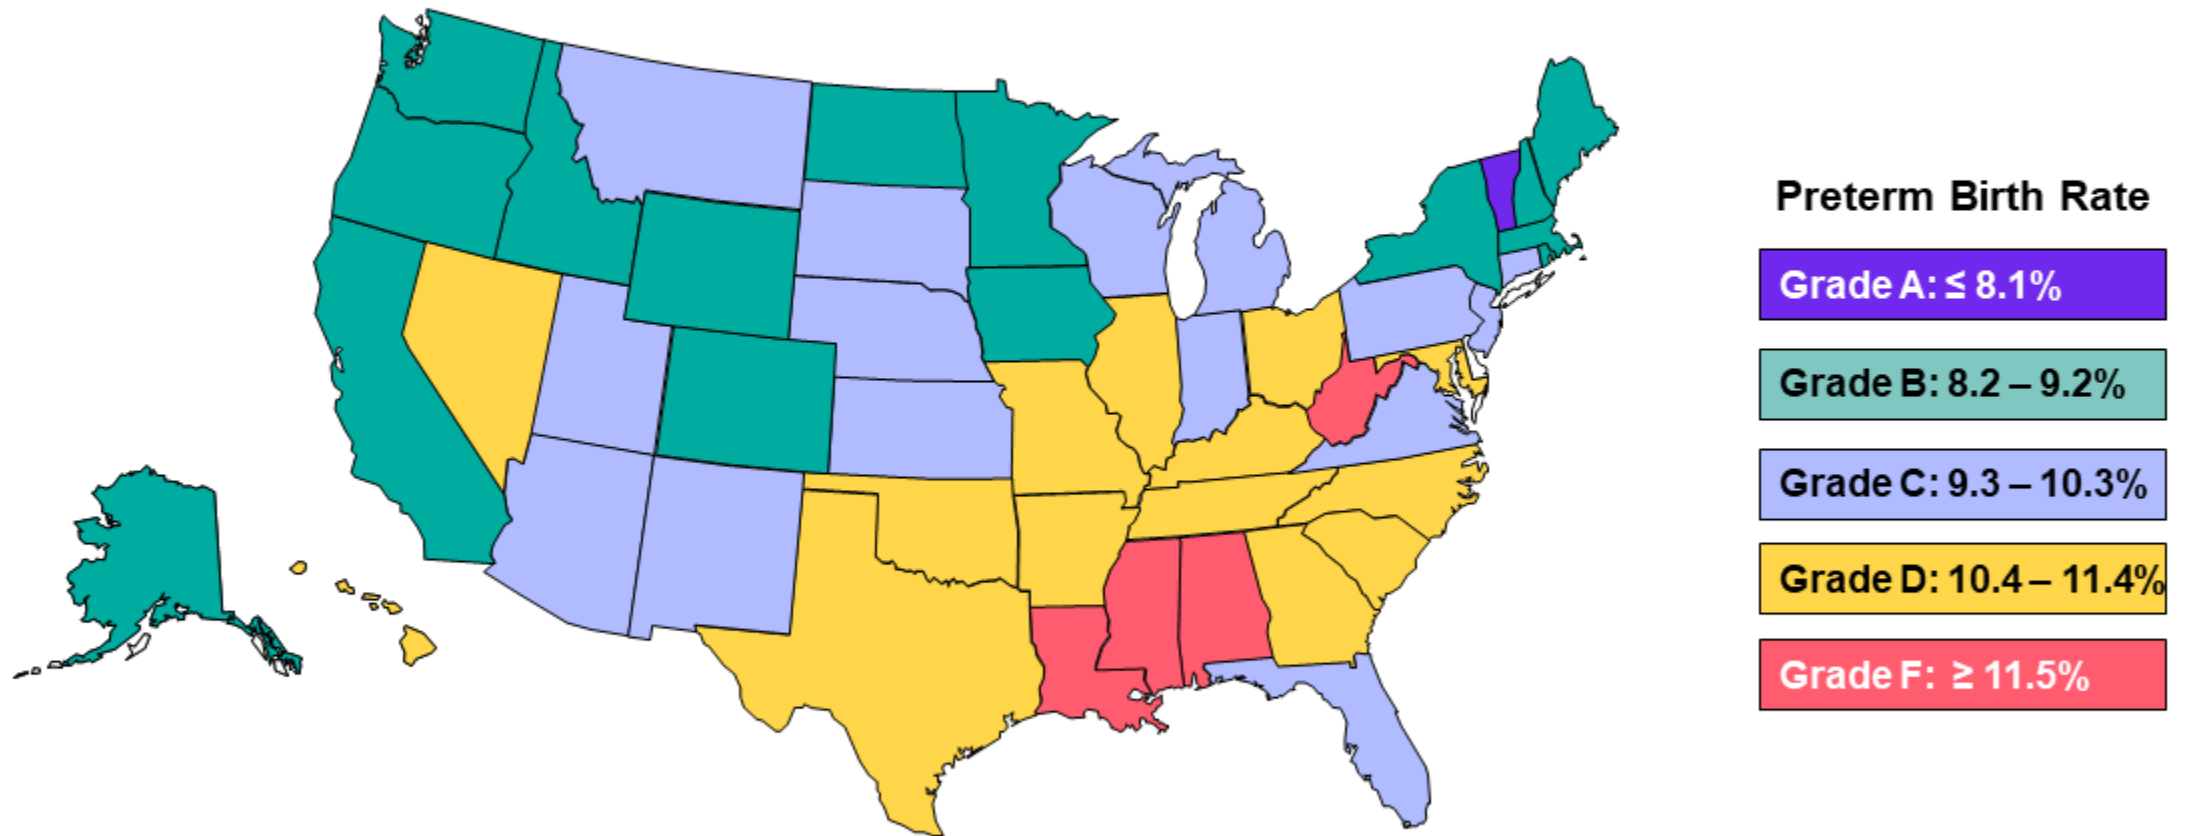 Preterm Birth Rate
Grade A: ≤ 8.1%
Grade B: 8.2 – 9.2%
Grade C: 9.3 – 10.3%
Grade D: 10.4 – 11.4%
Grade F: ≥ 11.5%